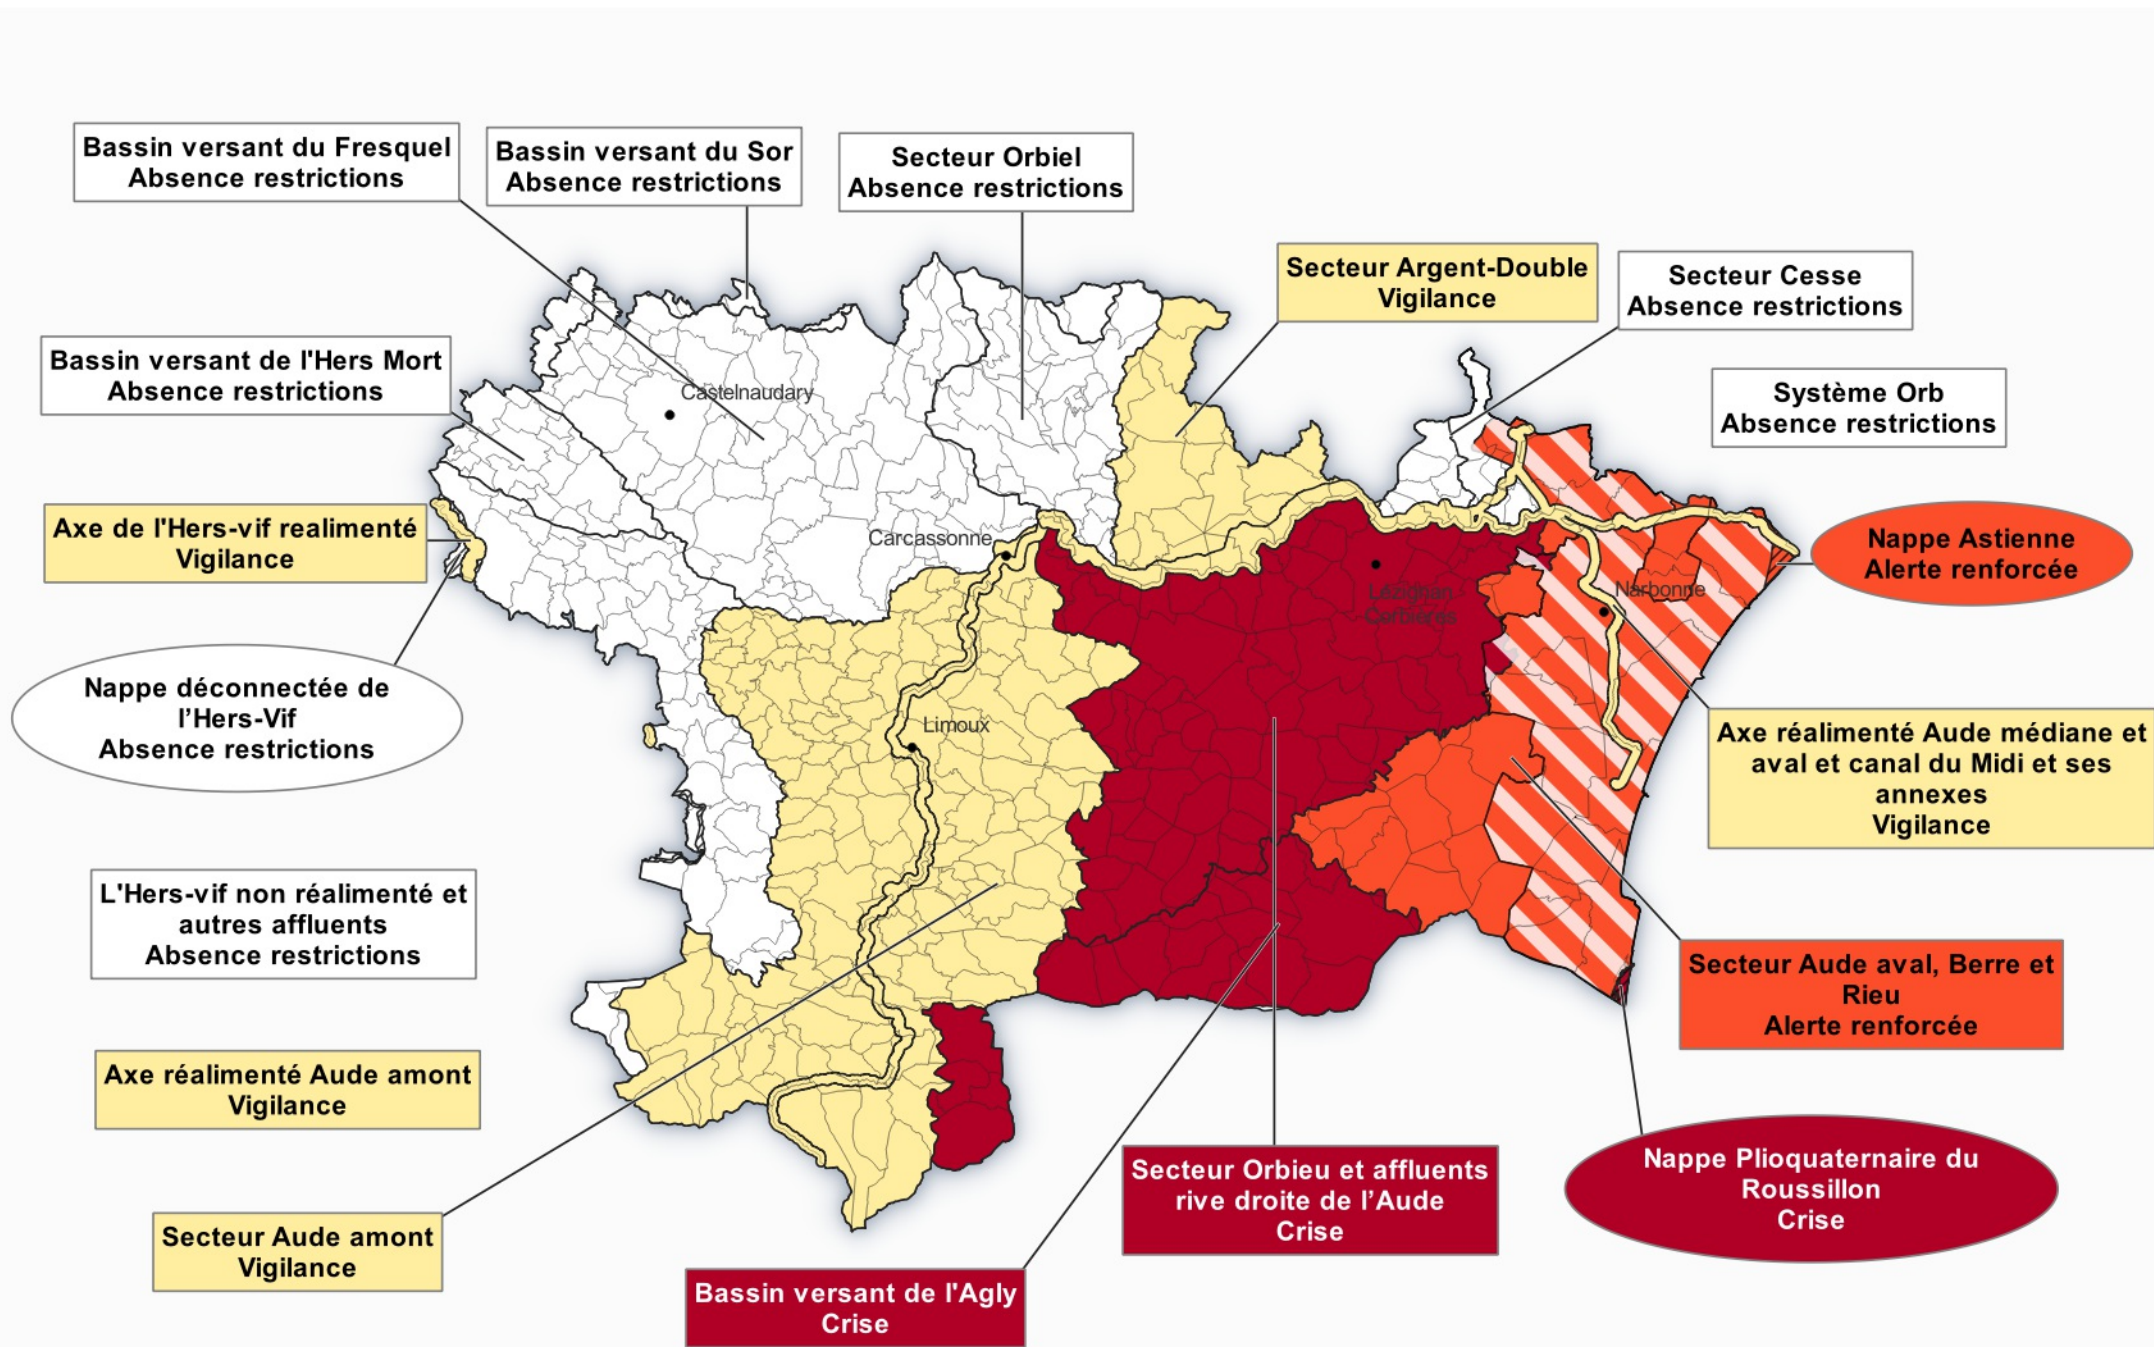 Bassin versant du Fresquel
Absence restrictions
Bassin versant du Sor
Absence restrictions
Secteur Orbiel
Absence restrictions
Secteur Argent-Double
Vigilance
Secteur Cesse
Absence restrictions
Bassin versant de l'Hers Mort
Absence restrictions
Système Orb
Absence restrictions
Castelnaudary
Axe de l'Hers-vif realimenté
Vigilance
Carcassonne
Nappe Astienne
Alerte renforcée
Lézignan
Corbières
Narbonne
Nappe déconnectée de
l’Hers-Vif
Absence restrictions
Limoux
Axe réalimenté Aude médiane et
aval et canal du Midi et ses
annexes
Vigilance
L'Hers-vif non réalimenté et
autres affluents
Absence restrictions
Secteur Aude aval, Berre et
Rieu
Alerte renforcée
Axe réalimenté Aude amont
Vigilance
Secteur Orbieu et affluents
rive droite de l’Aude
Crise
Nappe Plioquaternaire du
Roussillon
Crise
Secteur Aude amont
Vigilance
Bassin versant de l'Agly
Crise